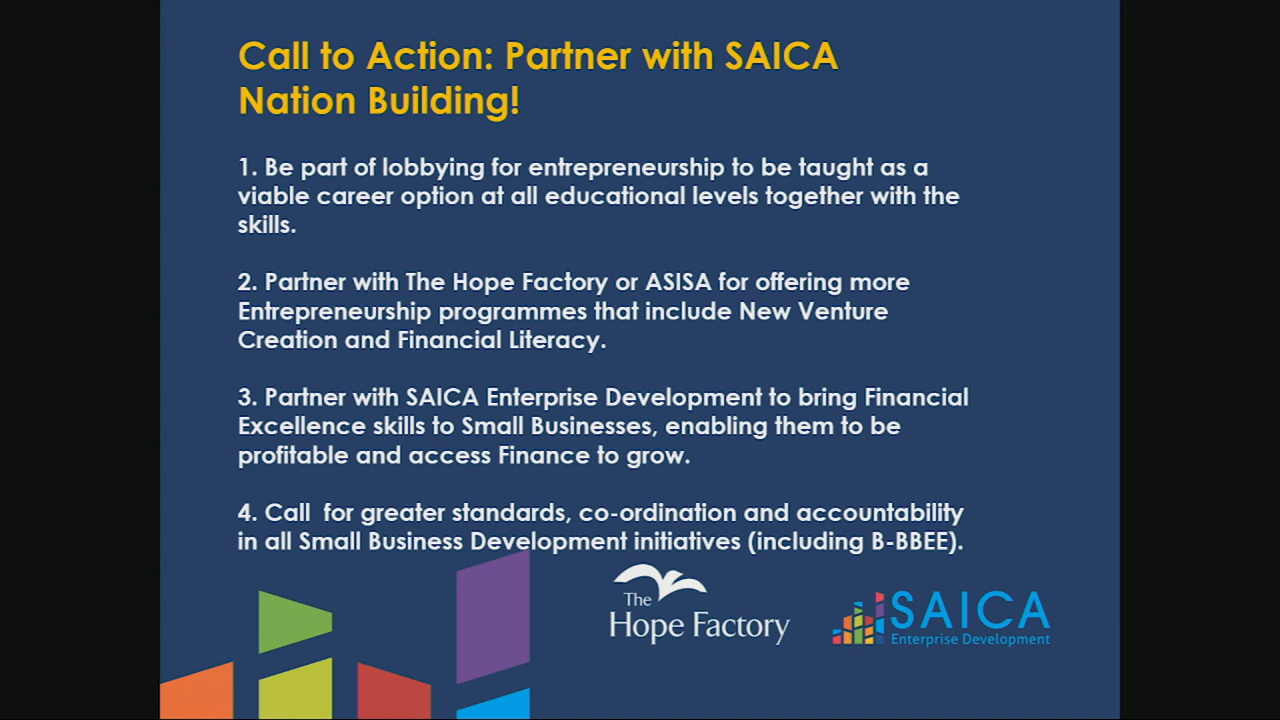 Call to Action: Partner with SAICA
Nation Building!
1. Be part of lobbying for entrepreneurship to be taught as a
viable career option at all educational levels together with the
skills.
2. Partner with The Hope Factory or ASISA for offering more
Entrepreneurship programmes that include New Venture
Creation and Financial Literacy.
3. Partner with SAICA Enterprise Development to bring Financial
Excellence skills to Small Businesses, enabling them to be
profitable and access Finance to grow.
4. Call  for greater standards, co-ordination and accountability
in all Small Business Development initiatives (including B-BBEE).
The
Hope Factory
SAICA
Enterprise Development